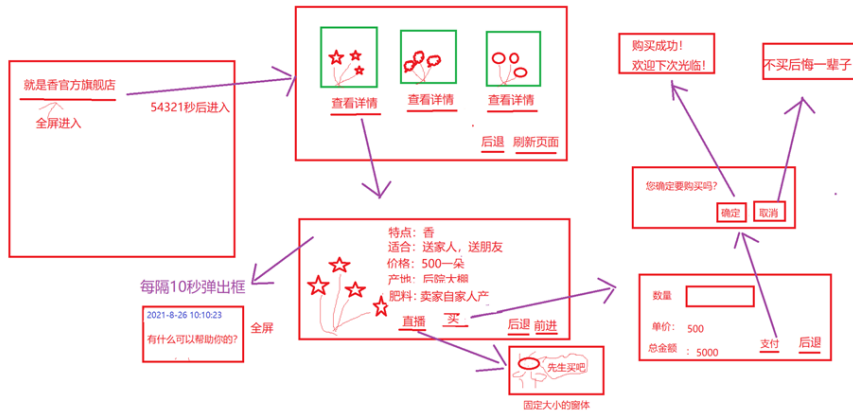 就是香官方旗舰店
全屏进入
54321秒后进入
查看详情
查看详情
查看详情
后退
刷新页面
购买成功！
欢迎下次光临！
不买后悔一辈子
您确定要购买吗？
确定
取消
特点：香
适合：送家人，送朋友
价格：500一朵
产地：后院大棚
肥料：卖家自家人产
直播
买
后退
前进
每隔10秒弹出框
2021-8-26 10:10:23
有什么可以帮助你的？
全屏
先生买吧
固定大小的窗体
数量
单价： 500
总金额 ：5000
支付
后退